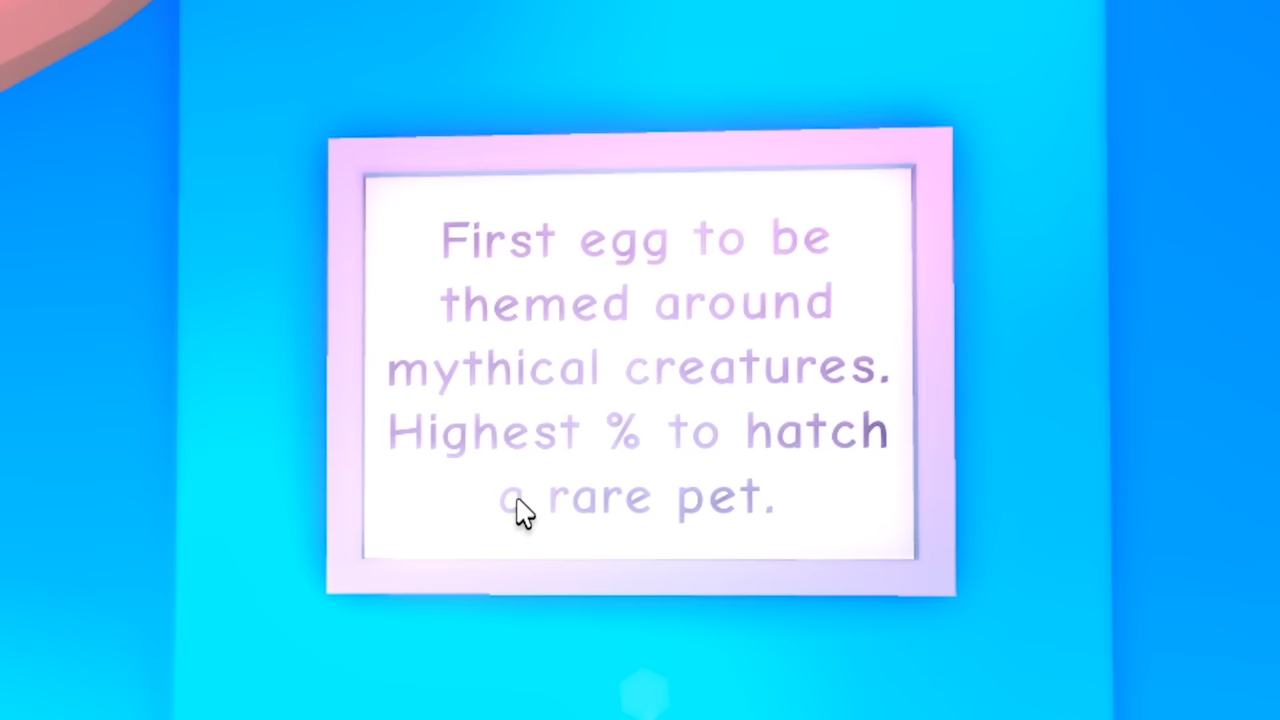 First egg to be
themed around
mythical creatures.
Highest % to hatch
a rare pet.